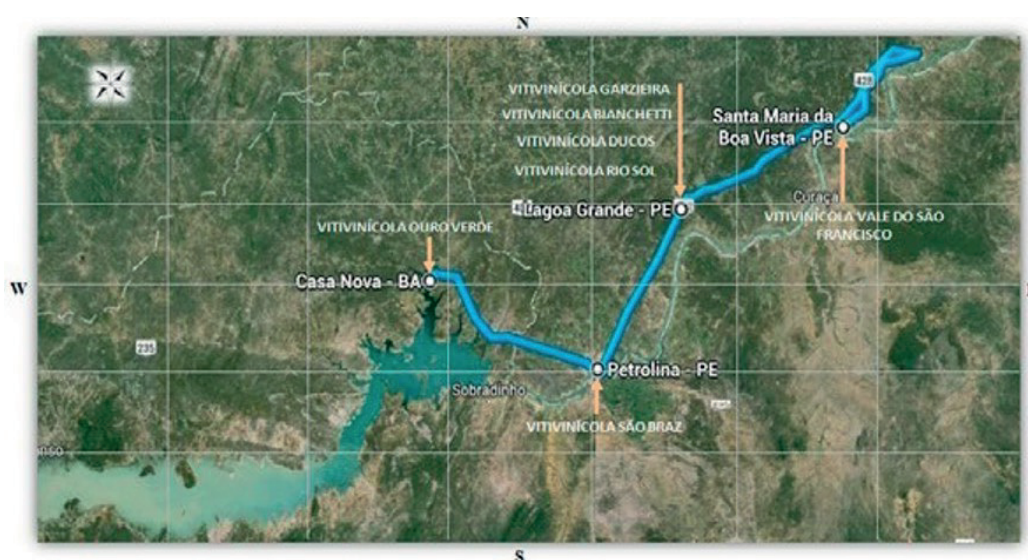 N
VITIVINÍCOLA GARZIEIRA
VITIVINÍCOLA BIANCHETTI
VITIVINÍCOLA DUCOS
VITIVINÍCOLA RIO SOL
428
Santa Maria da
Boa Vista - PE
Curaçá
Lagoa Grande - PE
VITIVINÍCOLA VALE DO SÃO
FRANCISCO
VITIVINÍCOLA OURO VERDE
Casa Nova - BA
W
235
Petrolina - PE
Sobradinho
VITIVINÍCOLA SÃO BRAZ
S